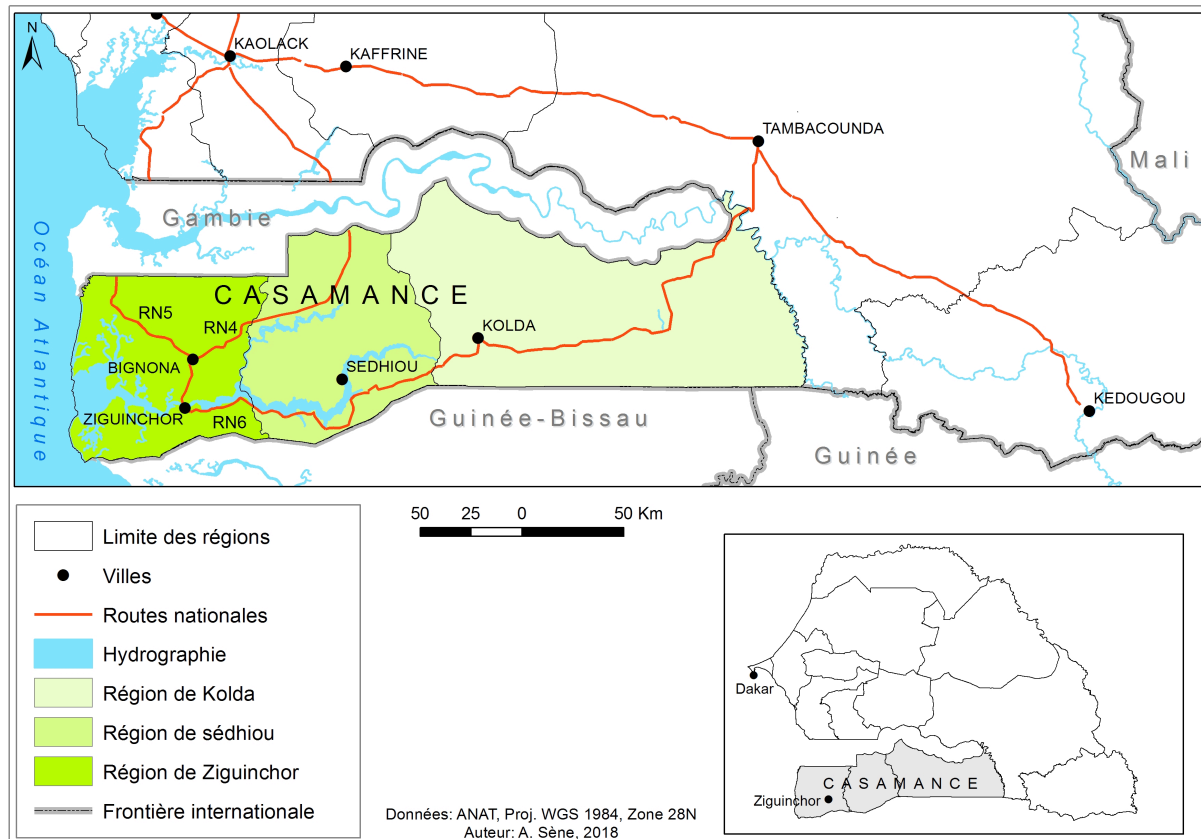 N
KAOLACK
KAFFRINE
TAMBACOUNDA
Mali
Gambie
Océan Atlantique
CASAMANCE
RN5
RN4
KOLDA
BIGNONA
SEDHIOU
ZIGUINCHOR
RN6
Guinée-Bissau
KEDOUGOU
Guinée
50 25 0 50 Km
Limite des régions
Villes
Routes nationales
Hydrographie
Région de Kolda
Région de sédhiou
Région de Ziguinchor
Frontière internationale
Dakar
CASAMANCE
Ziguinchor
Données: ANAT, Proj. WGS 1984, Zone 28N
Auteur: A. Sène, 2018